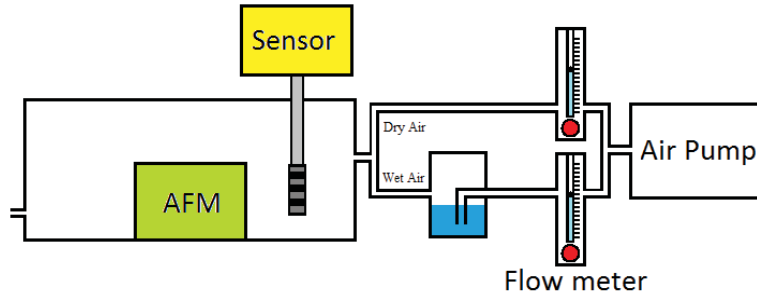 Sensor
Dry Air
Air Pump
Wet Air
AFM
Flow meter